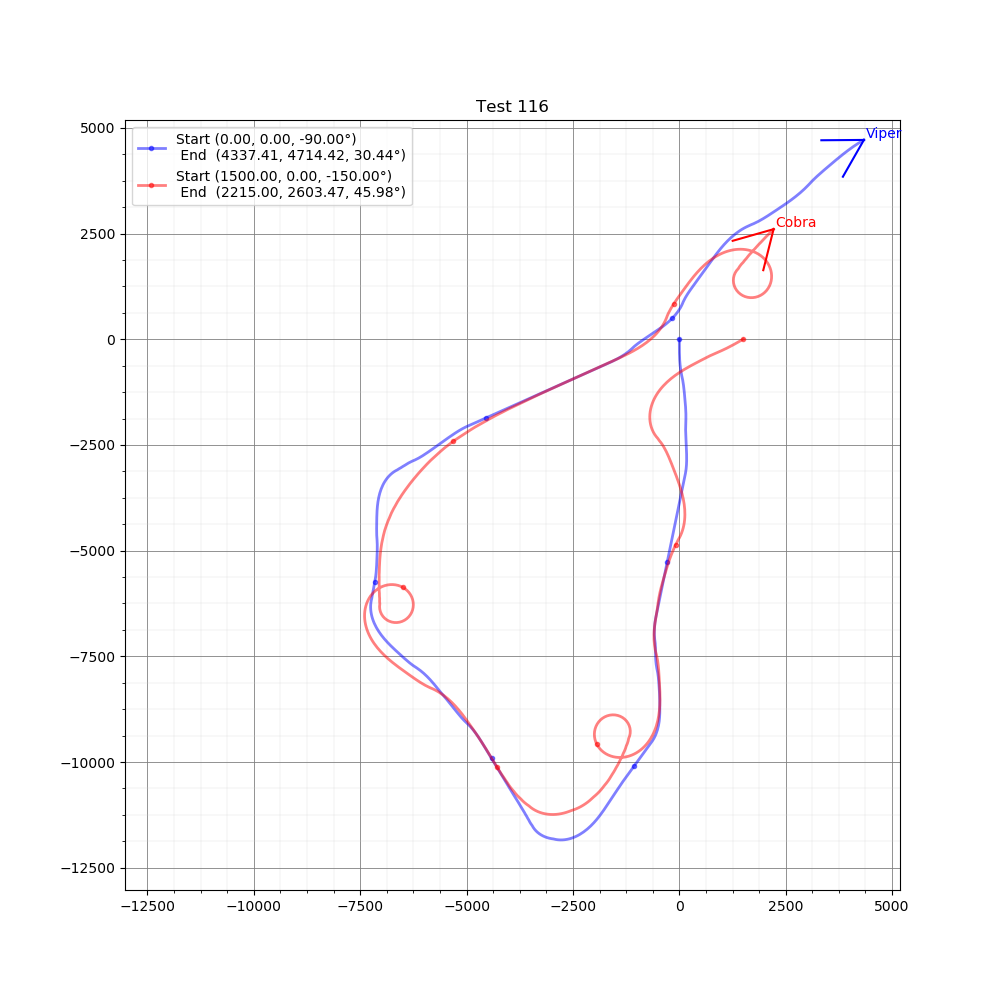 Test 116
Start (0.00, 0.00, -90.00°)
End (4337.41, 4714.42, 30.44°)
Start (1500.00, 0.00, -150.00°)
End (2215.00, 2603.47, 45.98°)
Viper
Cobra
5000
2500
0
−2500
−5000
−7500
−10000
−12500
−12500 −10000 −7500 −5000 −2500 0 2500 5000